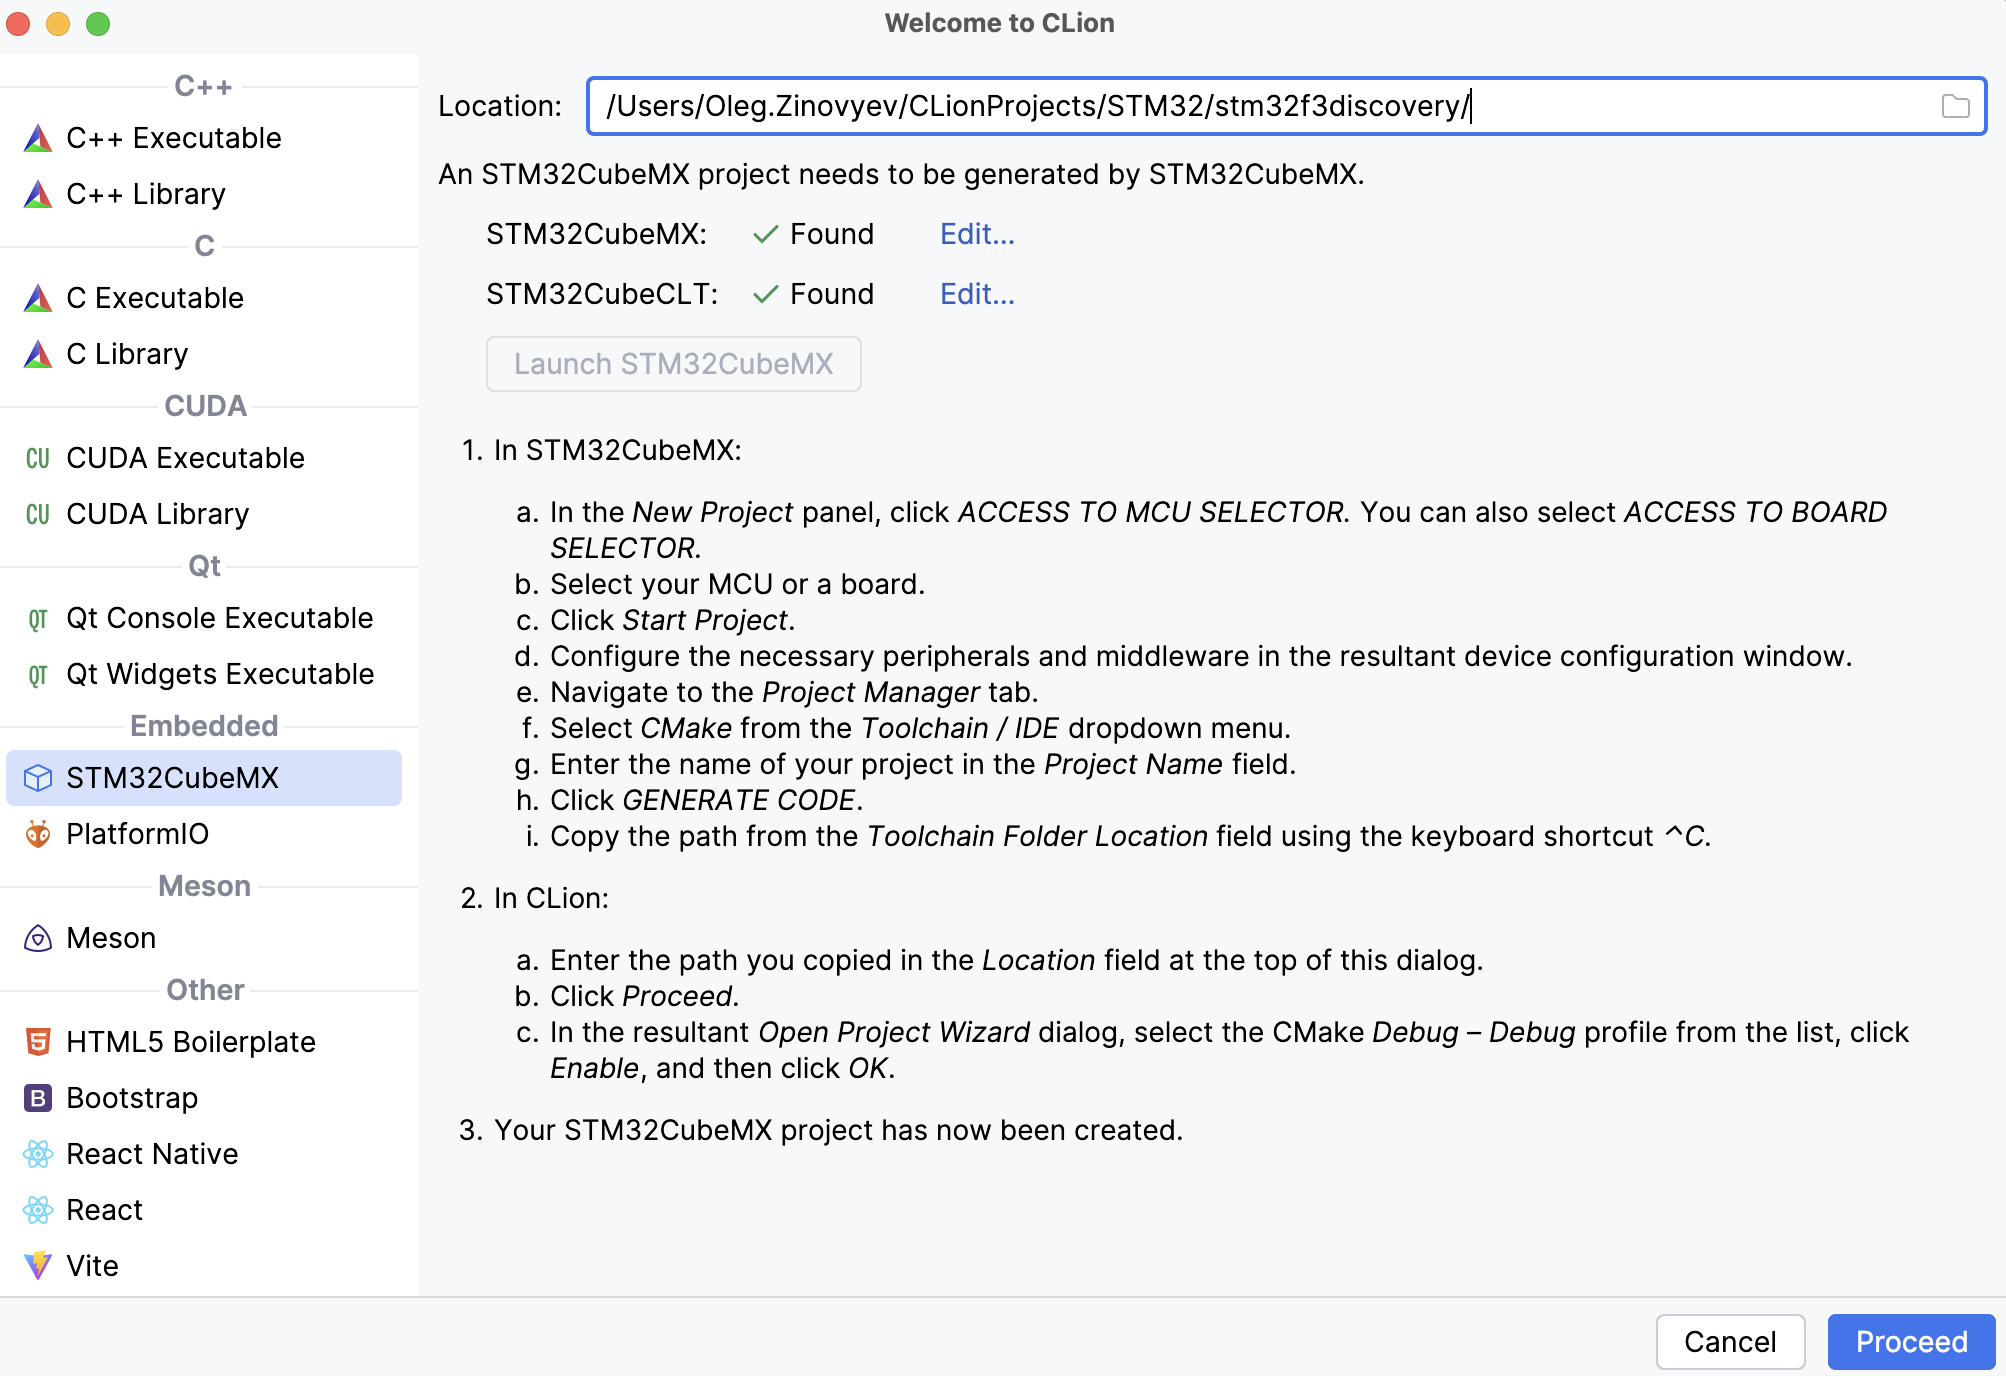 Welcome to CLion
C++
C++ Executable
C++ Library
C
C Executable
C Library
CUDA
CU CUDA Executable
CU CUDA Library
Qt
QT Qt Console Executable
QT Qt Widgets Executable
Embedded
STM32CubeMX
PlatformIO
Meson
Meson
Other
5 HTML5 Boilerplate
B Bootstrap
React Native
React
Vite
Location: /Users/Oleg.Zinovyev/CLionProjects/STM32/stm32f3discovery/
An STM32CubeMX project needs to be generated by STM32CubeMX.
STM32CubeMX: Found Edit...
STM32CubeCLT: Found Edit...
Launch STM32CubeMX
1. In STM32CubeMX:
a. In the New Project panel, click ACCESS TO MCU SELECTOR. You can also select ACCESS TO BOARD
SELECTOR.
b. Select your MCU or a board.
c. Click Start Project.
d. Configure the necessary peripherals and middleware in the resultant device configuration window.
e. Navigate to the Project Manager tab.
f. Select CMake from the Toolchain / IDE dropdown menu.
g. Enter the name of your project in the Project Name field.
h. Click GENERATE CODE.
i. Copy the path from the Toolchain Folder Location field using the keyboard shortcut ^C.
2. In CLion:
a. Enter the path you copied in the Location field at the top of this dialog.
b. Click Proceed.
c. In the resultant Open Project Wizard dialog, select the CMake Debug – Debug profile from the list, click
Enable, and then click OK.
3. Your STM32CubeMX project has now been created.
Cancel Proceed